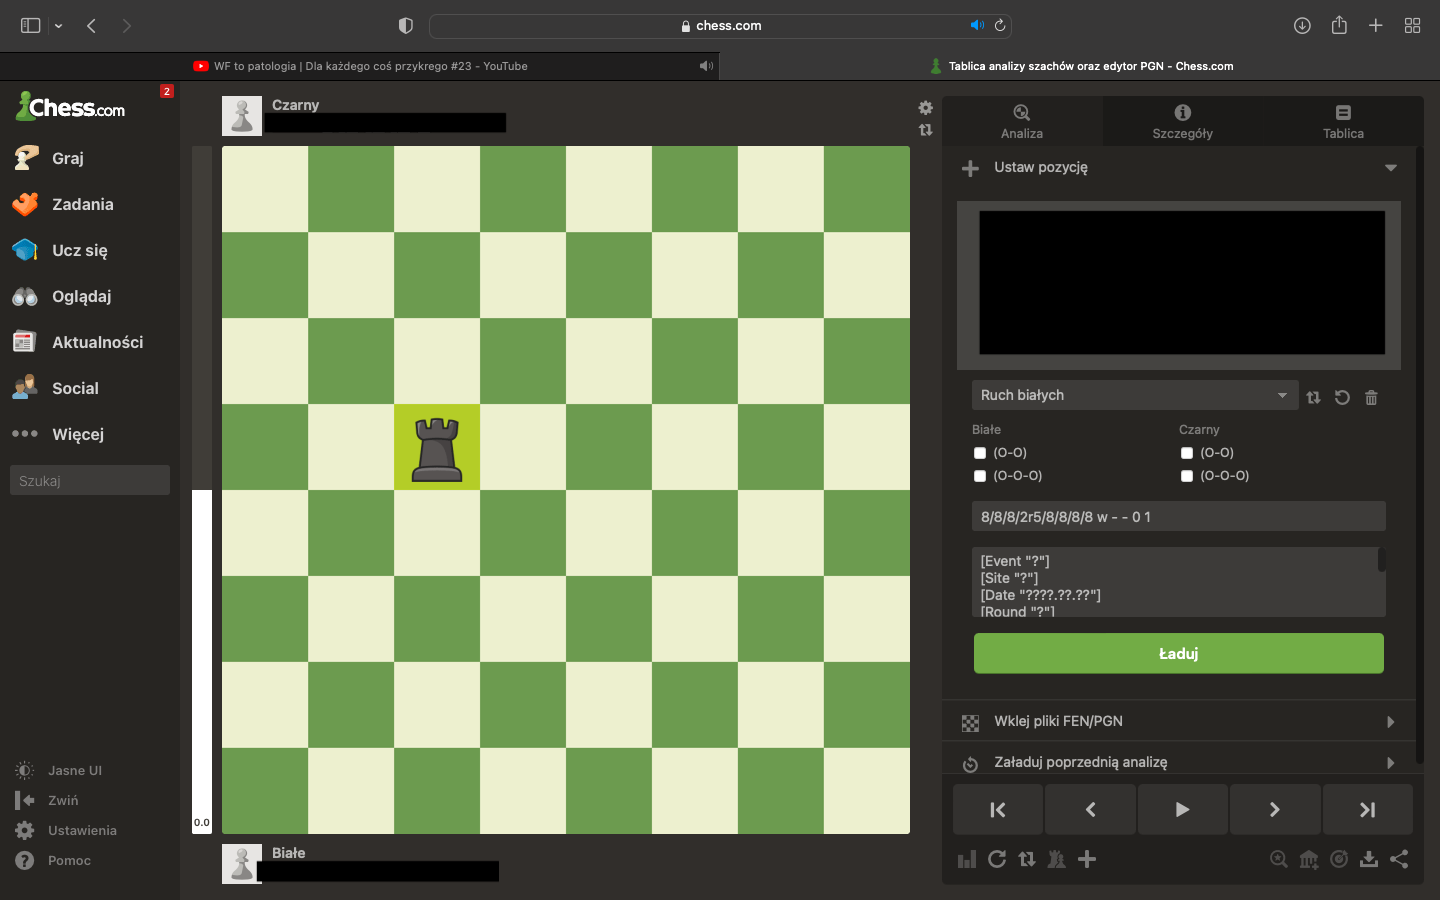 chess.com
WF to patologia | Dla każdego coś przykrego #23 - YouTube
Tablica analizy szachów oraz edytor PGN - Chess.com
Chess.com
2
Graj
Zadania
Ucz się
Oglądaj
Aktualności
Social
Więcej
Szukaj
Jasne UI
Zwiń
Ustawienia
Pomoc
Czarny
0.0
Białe
Analiza
Szczegóły
Tablica
Ustaw pozycję
Ruch białych
Białe
Czarny
(O-O)
(O-O)
(O-O-O)
(O-O-O)
8/8/8/2r5/8/8/8/8 w - - 0 1
[Event "?"]
[Site "?"]
[Date "????.??.??"]
[Round "?"]
Ładuj
Wklej pliki FEN/PGN
Załaduj poprzednią analizę